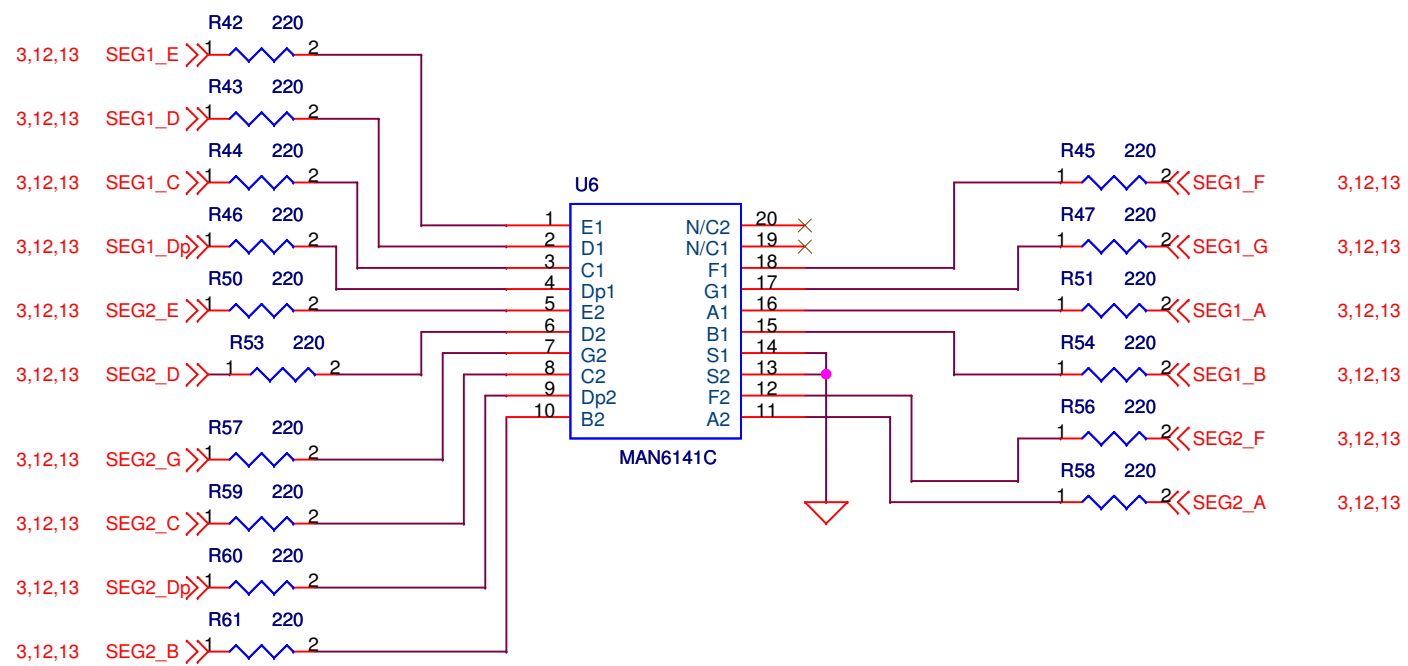 R42 220
3,12,13 SEG1_E 1 2
R43 220
3,12,13 SEG1_D 1 2
R44 220
3,12,13 SEG1_C 1 2
R46 220
3,12,13 SEG1_Dp 1 2
R50 220
3,12,13 SEG2_E 1 2
R53 220
3,12,13 SEG2_D 1 2
R57 220
3,12,13 SEG2_G 1 2
R59 220
3,12,13 SEG2_C 1 2
R60 220
3,12,13 SEG2_Dp 1 2
R61 220
3,12,13 SEG2_B 1 2
U6
1 E1 N/C2 20
2 D1 N/C1 19
3 C1 F1 18
4 Dp1 G1 17
5 E2 A1 16
6 D2 B1 15
7 G2 S1 14
8 C2 S2 13
9 Dp2 F2 12
10 B2 A2 11
MAN6141C
R45 220
1 2 SEG1_F 3,12,13
R47 220
1 2 SEG1_G 3,12,13
R51 220
1 2 SEG1_A 3,12,13
R54 220
1 2 SEG1_B 3,12,13
R56 220
1 2 SEG2_F 3,12,13
R58 220
1 2 SEG2_A 3,12,13